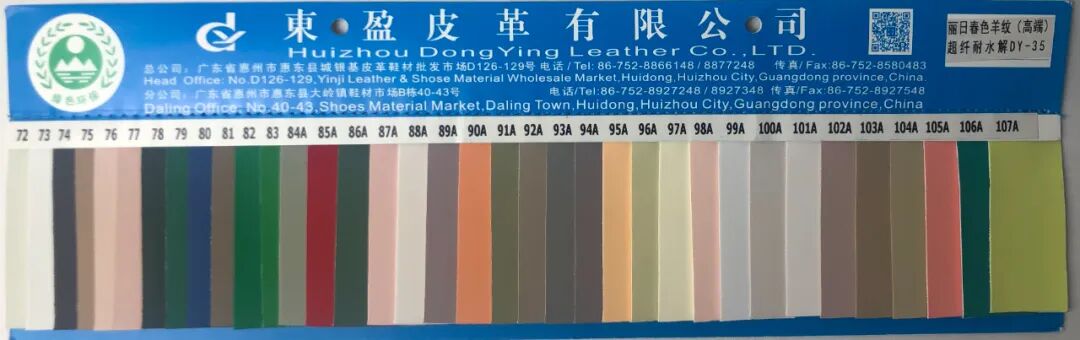 東盈皮革有限公司
Huizhou DongYing Leather Co.,LTD.
总公司：广东省惠州市惠东县城银基皮革鞋材批发市场D126-129号 电话/Tel: 86-752-8866148 / 8877248 传真/Fax:86-752-8580483
Head Office: No.D126-129,Yinji Leather & Shose Material Wholesale Market,Huidong,Huizhou City,Guangdong province,China.
分公司：广东省惠州市惠东县大岭镇鞋材市场B栋40-43号 电话/Tel:86-752-8927248 / 8927348 传真/Fax:86-752-8927548
Daling Office: No.40-43,Shoes Material Market,Daling Town,Huidong,Huizhou City,Guangdong province,China
丽日春色羊纹（高端）
超纤耐水解DY-35
绿色环保
72 73 74 75 76 77 78 79 80 81 82 83 84A 85A 86A 87A 88A 89A 90A 91A 92A 93A 94A 95A 96A 97A 98A 99A 100A 101A 102A 103A 104A 105A 106A 107A